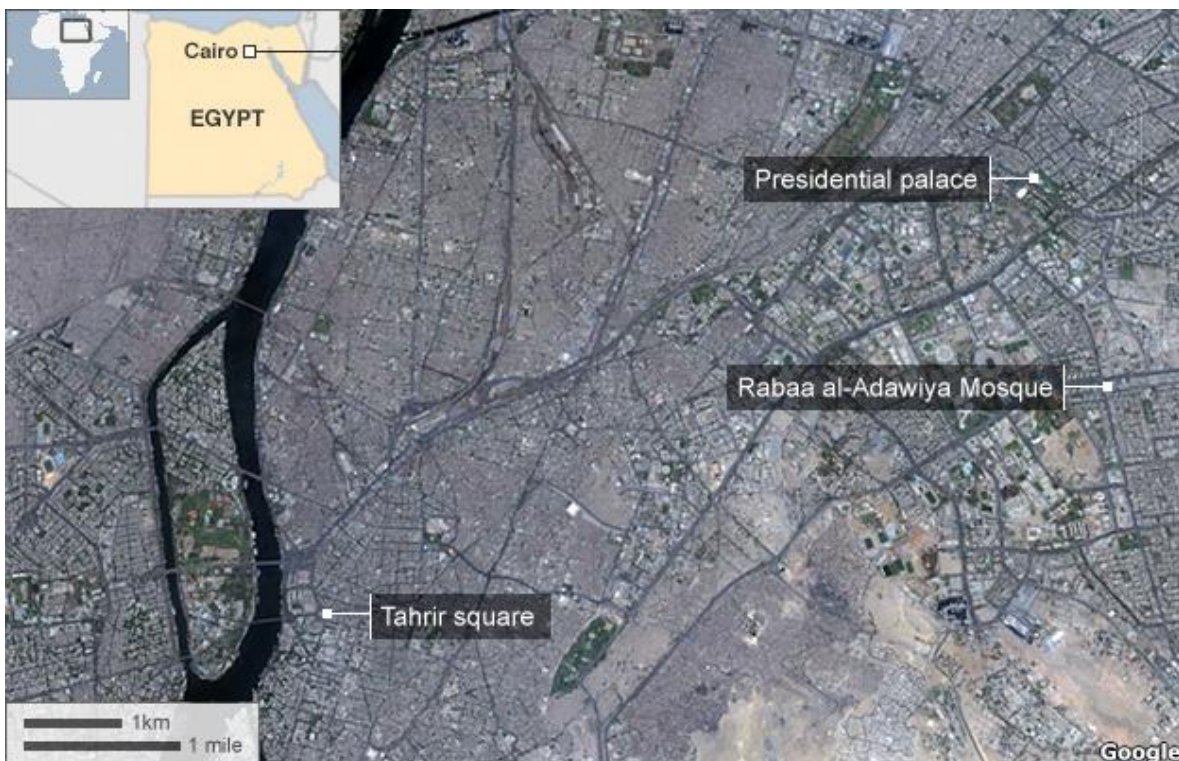 Cairo
EGYPT
Presidential palace
Rabaa al-Adawiya Mosque
Tahrir square
1km
1 mile
Google